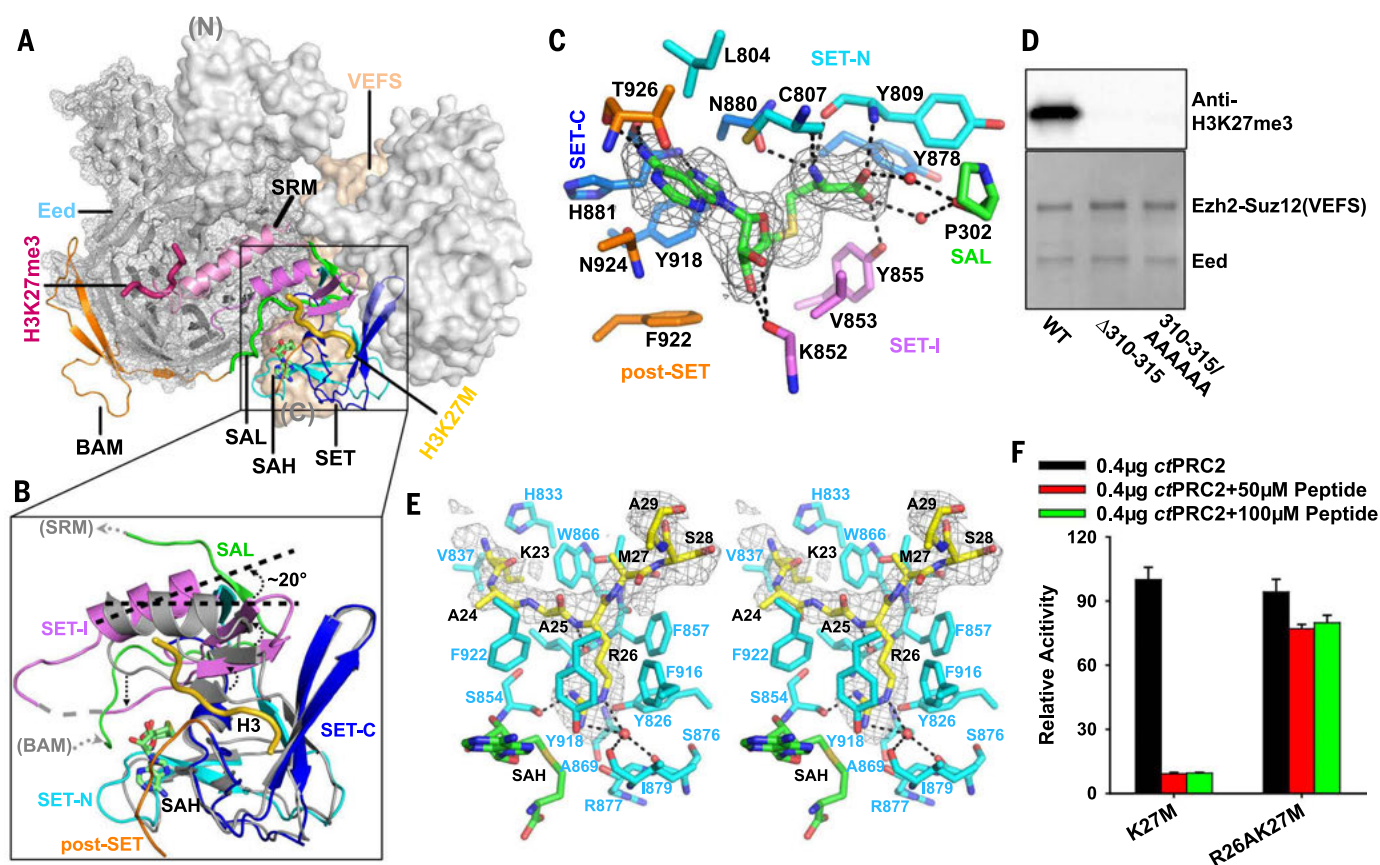 A
(N)
VEFS
SRM
Eed
H3K27me3
BAM
SAL
SAH
SET
(C)
H3K27M
B
(SRM)
SAL
~20°
SET-I
H3
(BAM)
SET-C
SET-N
SAH
post-SET
C
L804
SET-N
T926
N880
C807
Y809
SET-C
Y878
H881
P302
SAL
N924
Y918
Y855
V853
F922
K852
SET-I
post-SET
D
Anti-
H3K27me3
Ezh2-Suz12(VEFS)
Eed
WT
Δ310-315
310-315/
AAAAAA
E
H833
A29
W866
S28
V837
K23
M27
A24
A25
F857
F922
R26
F916
S854
Y826
Y918
S876
SAH
A869
I879
R877
H833
A29
W866
S28
V837
K23
M27
A24
A25
F857
F922
R26
F916
S854
Y826
Y918
S876
SAH
A869
I879
R877
F
0.4µg ctPRC2
0.4µg ctPRC2+50µM Peptide
0.4µg ctPRC2+100µM Peptide
Relative Acitivity
120
90
60
30
0
K27M
R26AK27M